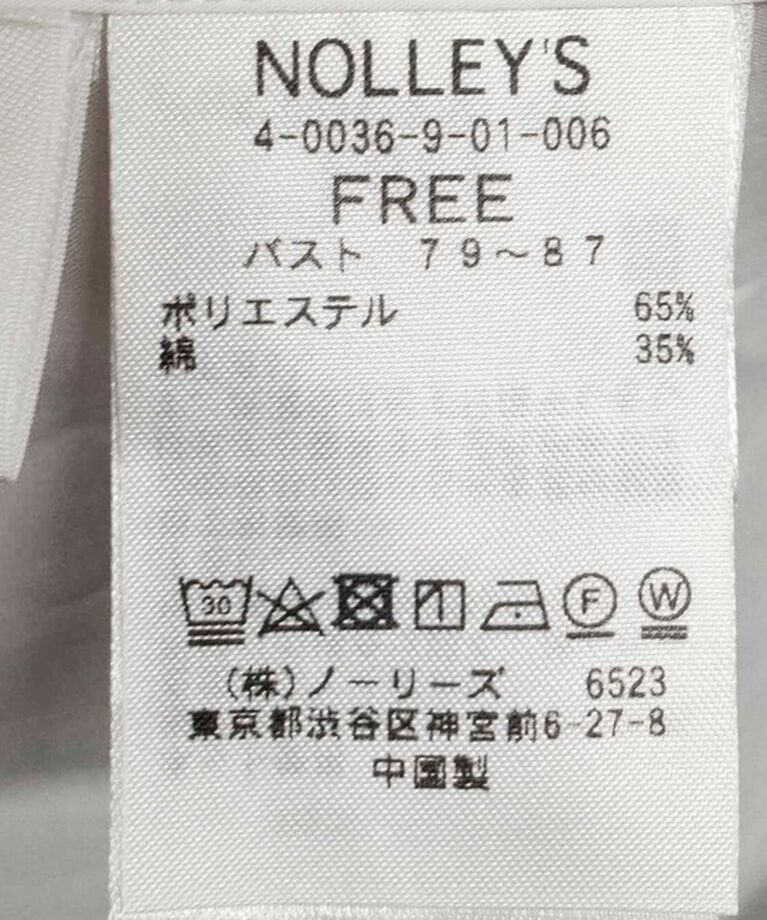 NOLLEY'S
4-0036-9-01-006
FREE
バスト 79～87
ポリエステル 65%
綿 35%
30 F W
(株)ノーリーズ 6523
東京都渋谷区神宮前6-27-8
中国製